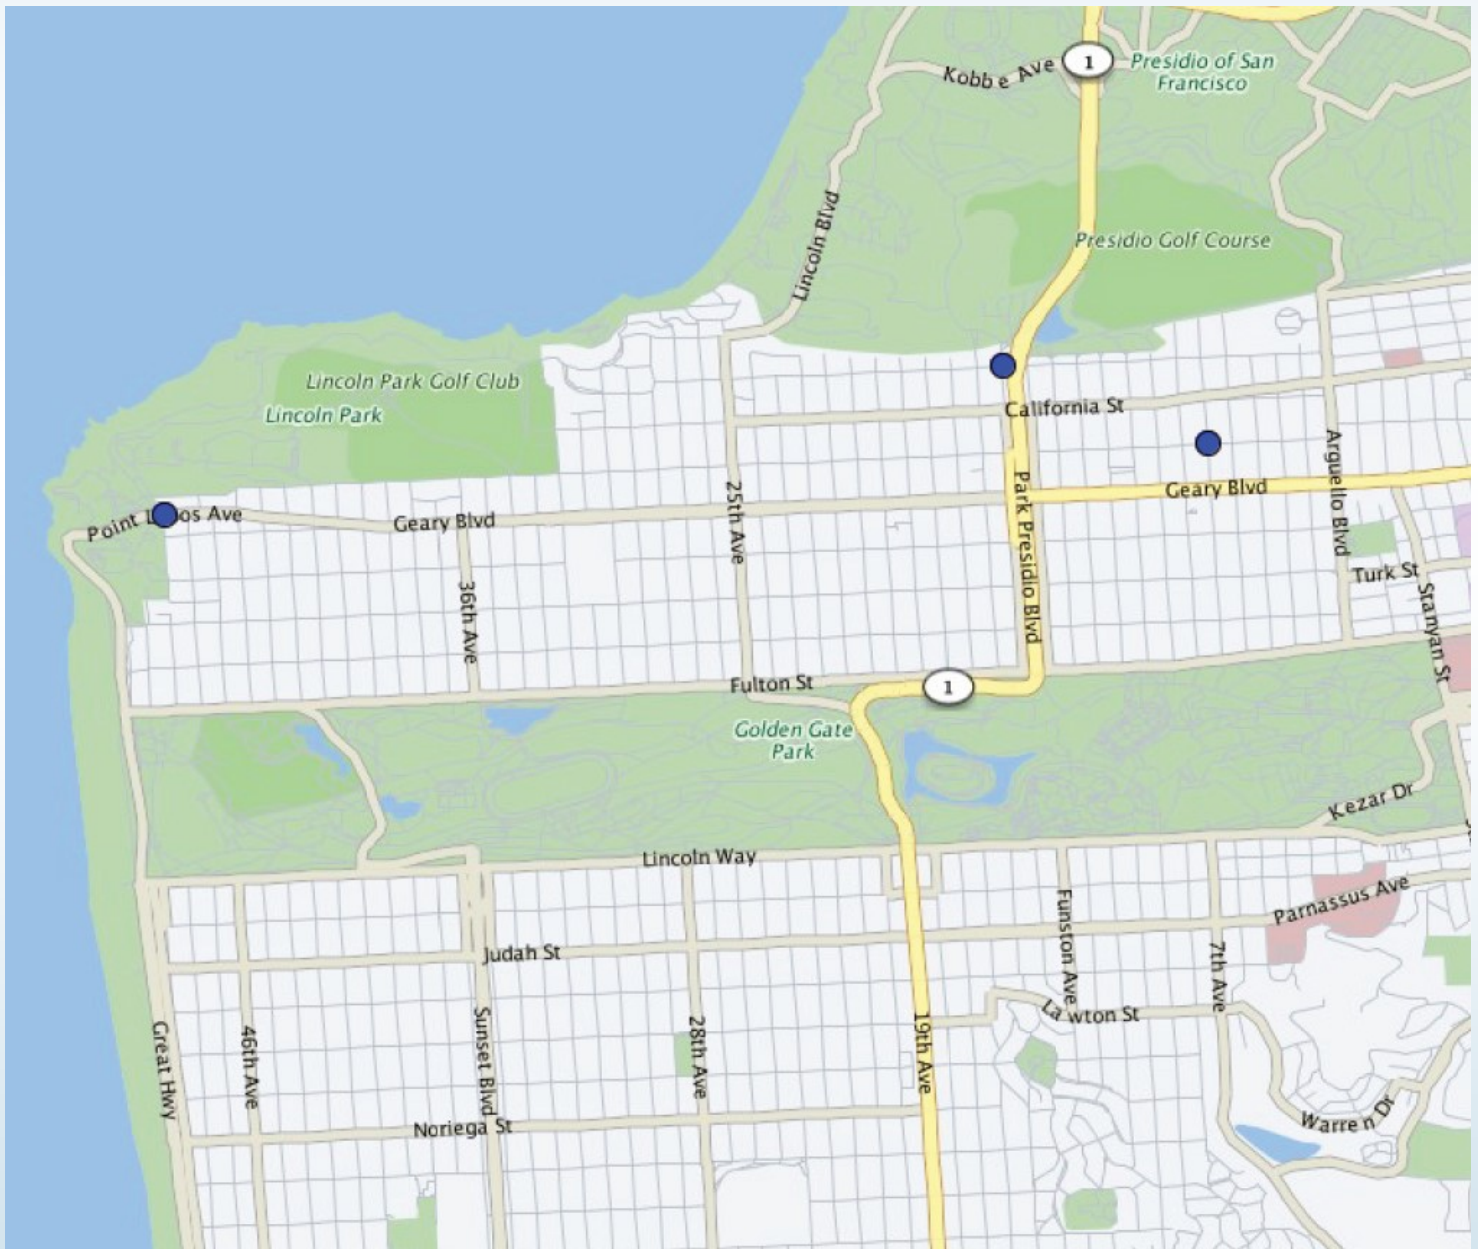 Kobbe Ave
1
Presidio of San
Francisco
Lincoln Blvd
Presidio Golf Course
Lincoln Park Golf Club
Lincoln Park
California St
Arguello Blvd
25th Ave
Park Presidio Blvd
Geary Blvd
Point os Ave
Geary Blvd
Turk St
36th Ave
Stanyan St
Fulton St
1
Golden Gate
Park
Kezar Dr
Lincoln Way
Parnassus Ave
Funston Ave
Judah St
7th Ave
Lawton St
Great Hwy
46th Ave
Sunset Blvd
28th Ave
19th Ave
Warren Dr
Noriega St